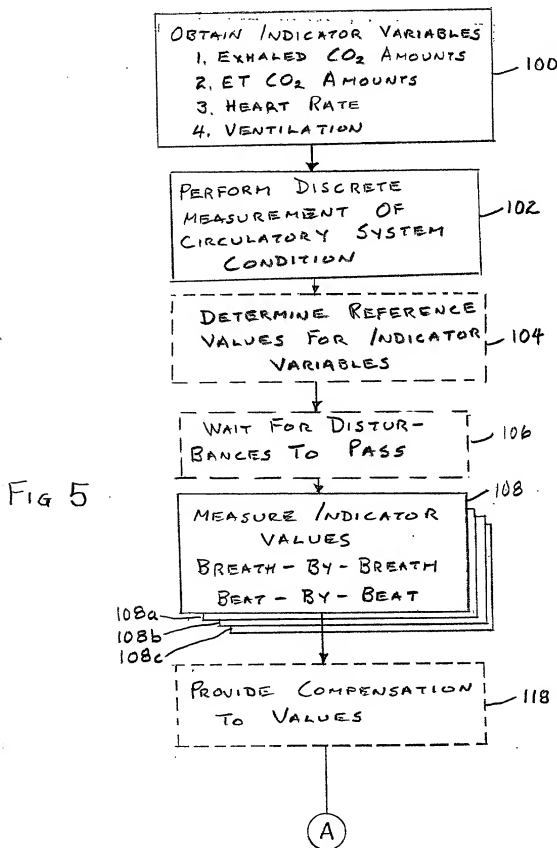 OBTAIN INDICATOR VARIABLES
1. EXHALED CO2 AMOUNTS
2. ET CO2 AMOUNTS
3. HEART RATE
4. VENTILATION
100
PERFORM DISCRETE
MEASUREMENT OF
CIRCULATORY SYSTEM
CONDITION
102
DETERMINE REFERENCE
VALUES FOR INDICATOR
VARIABLES
104
WAIT FOR DISTUR-
BANCES TO PASS
106
FIG 5
108
MEASURE INDICATOR
VALUES
BREATH-BY-BREATH
BEAT-BY-BEAT
108a
108b
108c
PROVIDE COMPENSATION
TO VALUES
118
A